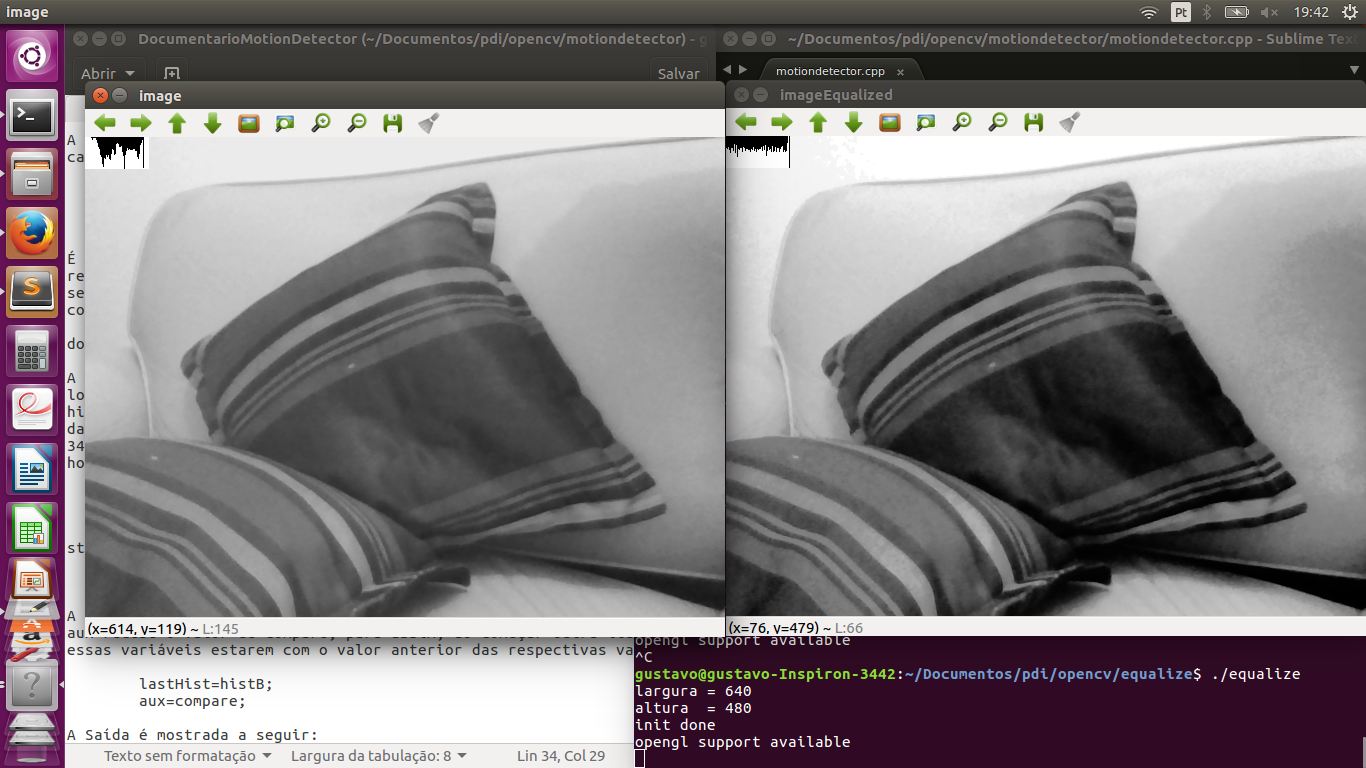 image
Pt
19:42
DocumentarioMotionDetector (~/Documentos/pdi/opencv/motiondetector) - g
~/Documentos/pdi/opencv/motiondetector/motiondetector.cpp - Sublime Tex
Abrir
Salvar
motiondetector.cpp
image
imageEqualized
A
ca
É
re
se
co
do
A
lo
hi
da
34
ho
st
A
(x=614, y=119) ~ L:145
(x=76, y=479) ~ L:66
essas variáveis estarem com o valor anterior das respectivas va
lastHist=histB;
aux=compare;
A Saida é mostrada a seguir:
Texto sem formatação
Largura da tabulação: 8
Lin 34, Col 29
opengl support available
^C
gustavo@gustavo-Inspiron-3442:~/Documentos/pdi/opencv/equalize$ ./equalize
largura = 640
altura  = 480
init done
opengl support available